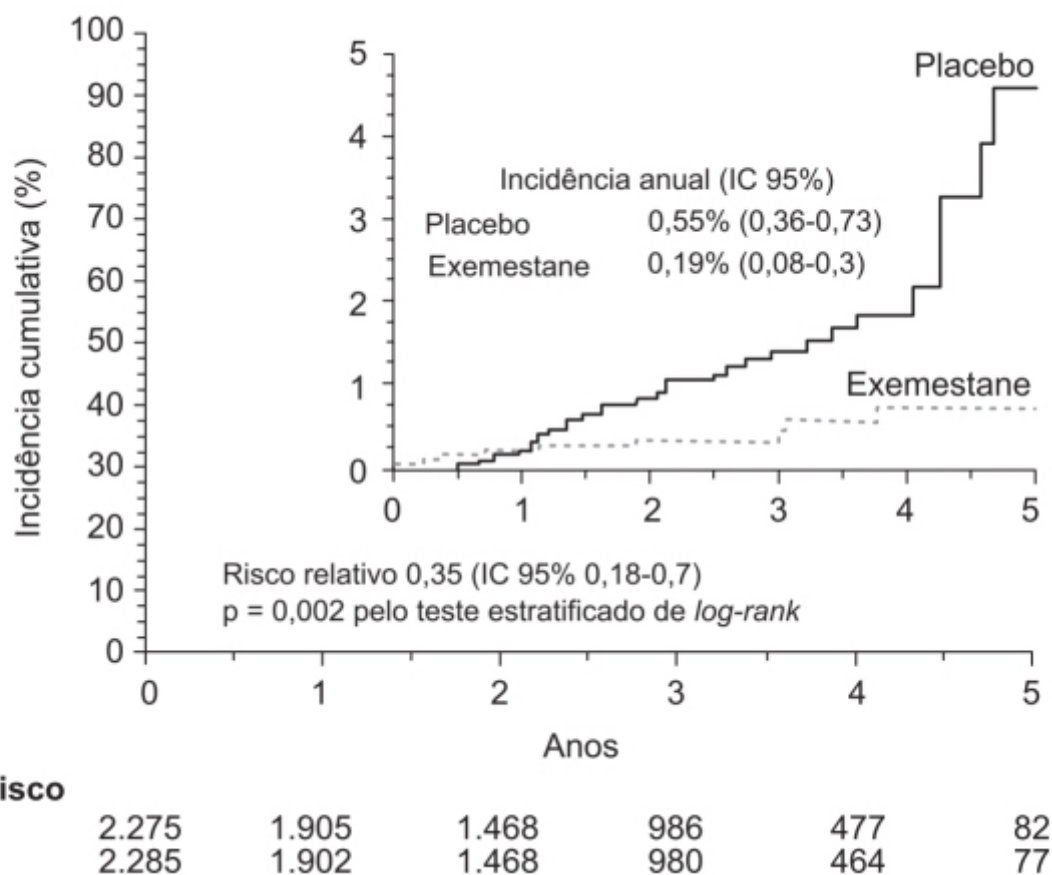 100
90
80
70
60
50
40
30
20
10
0
Incidência cumulativa (%)
5
4
3
2
1
0
Placebo
Incidência anual (IC 95%)
Placebo 0,55% (0,36-0,73)
Exemestane 0,19% (0,08-0,3)
Exemestane
0 1 2 3 4 5
Risco relativo 0,35 (IC 95% 0,18-0,7)
p = 0,002 pelo teste estratificado de log-rank
0 1 2 3 4 5
Anos
isco
2.275 1.905 1.468 986 477 82
2.285 1.902 1.468 980 464 77